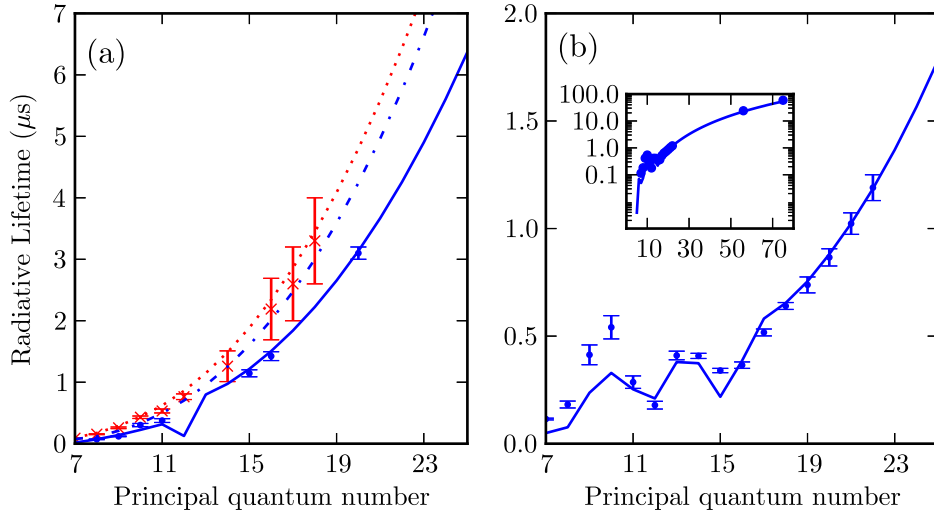 (a)
Radiative Lifetime (μs)
7
6
5
4
3
2
1
0
7 11 15 19 23
Principal quantum number
(b)
2.0
1.5
1.0
0.5
0.0
100.0
10.0
1.0
0.1
10 30 50 70
7 11 15 19 23
Principal quantum number